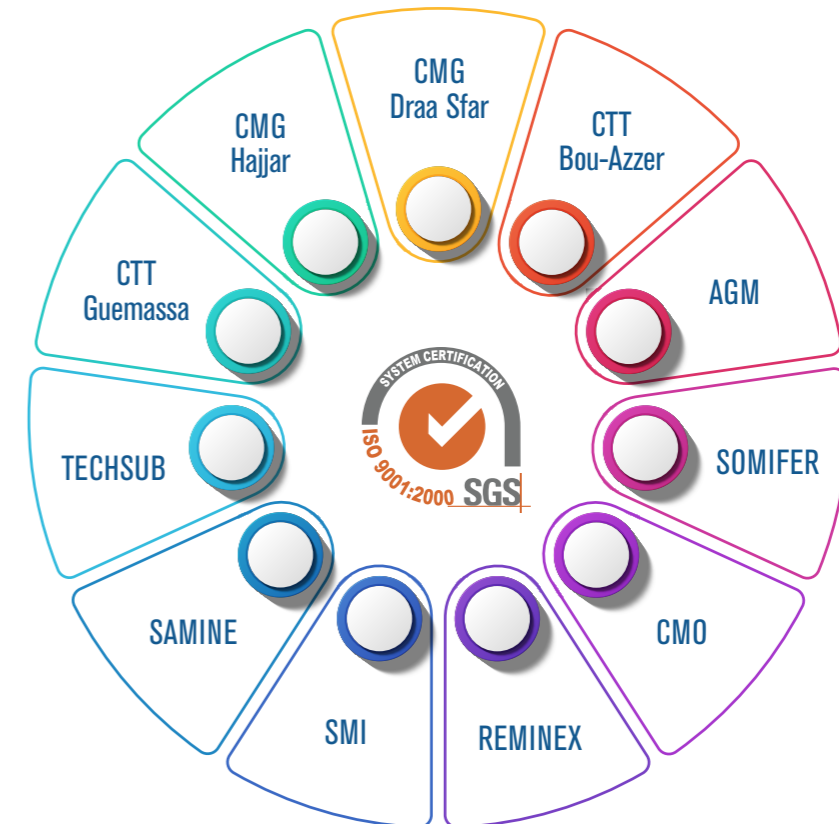 CMG
Draa Sfar
CTT
Bou-Azzer
AGM
SOMIFER
CMO
REMINEX
SMI
SAMINE
TECHSUB
CTT
Guemassa
CMG
Hajjar
SYSTEM CERTIFICATION
ISO 9001:2000
SGS